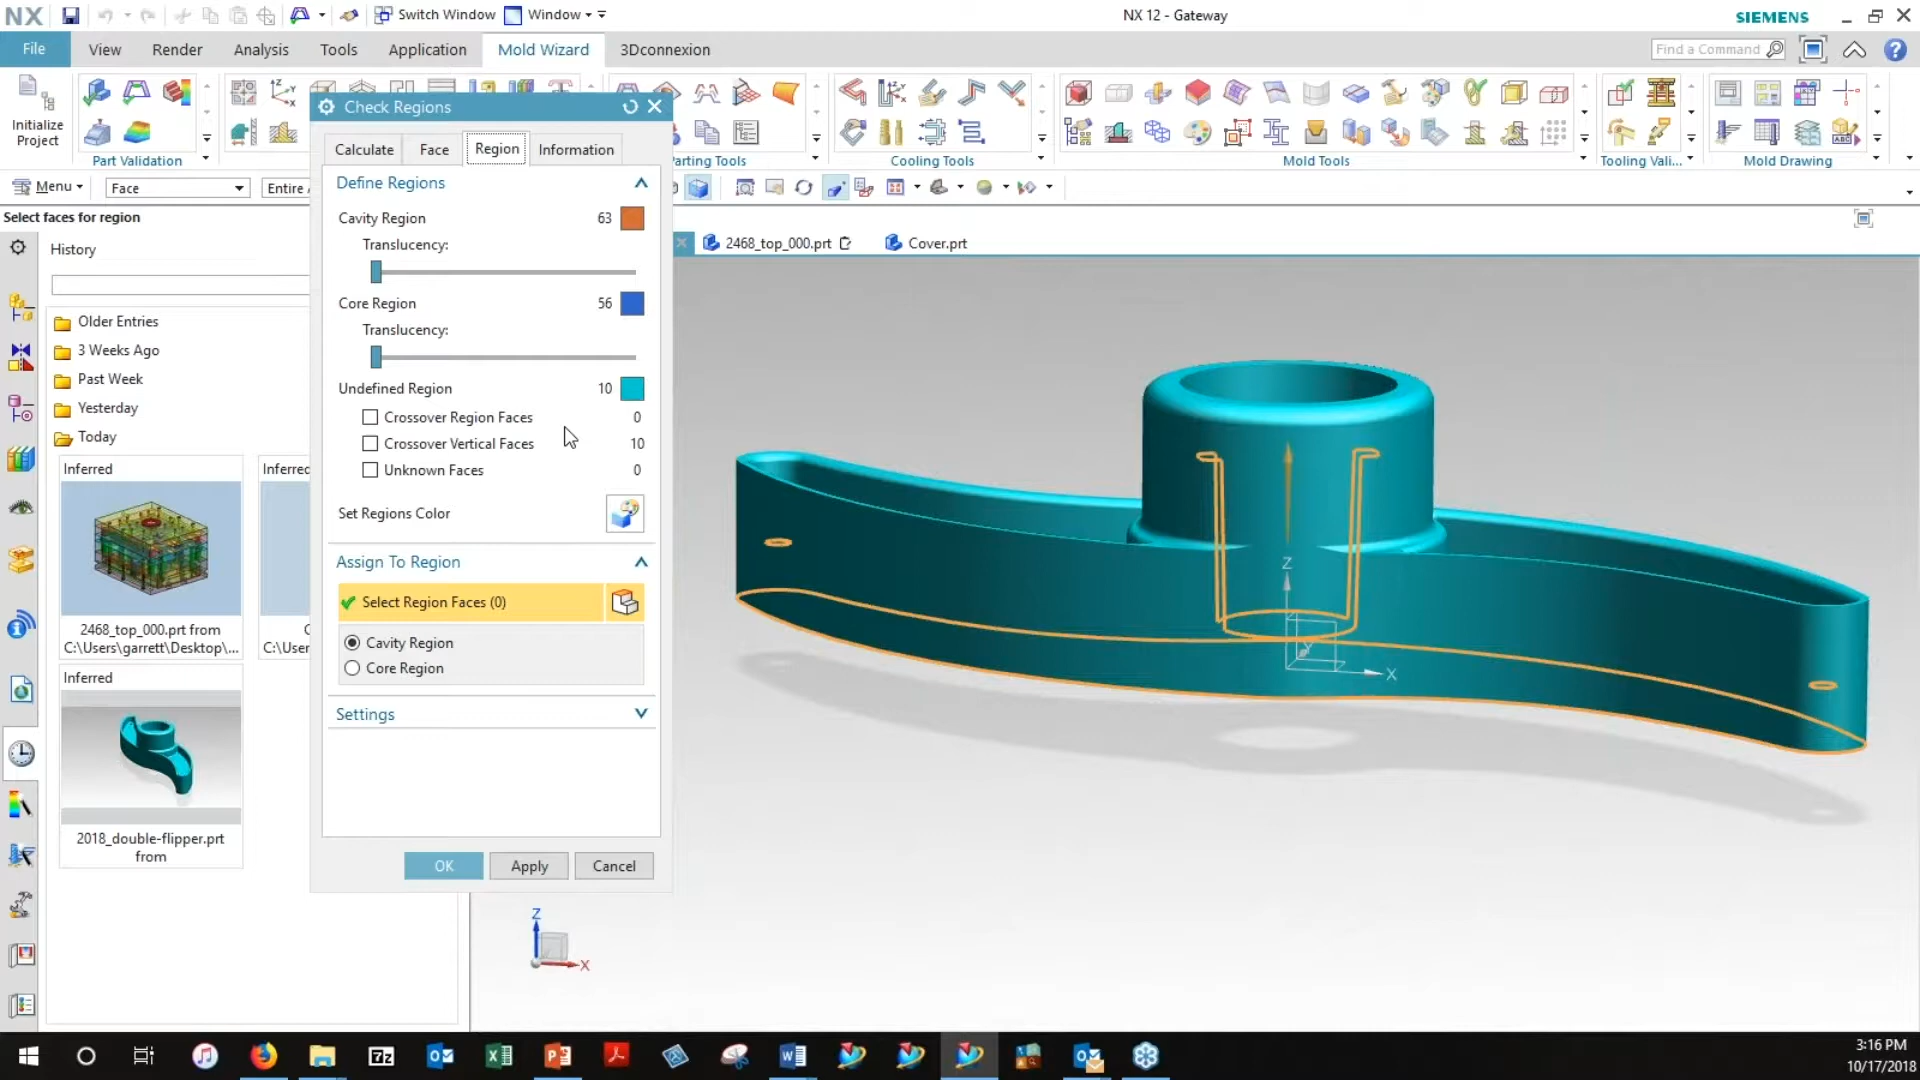 NX
Switch Window
Window
NX 12 - Gateway
SIEMENS
File
View
Render
Analysis
Tools
Application
Mold Wizard
3Dconnexion
Find a Command
Initialize
Project
Part Validation
Parting Tools
Cooling Tools
Mold Tools
Tooling Vali...
Mold Drawing
Menu
Face
Entire
Select faces for region
History
2468_top_000.prt
Cover.prt
Older Entries
3 Weeks Ago
Past Week
Yesterday
Today
Inferred
Inferred
2468_top_000.prt from
C:\Users\garrett\Desktop\...
C:\Use
Inferred
2018_double-flipper.prt
from
Check Regions
Calculate
Face
Region
Information
Define Regions
Cavity Region
63
Translucency:
Core Region
56
Translucency:
Undefined Region
10
Crossover Region Faces
0
Crossover Vertical Faces
10
Unknown Faces
0
Set Regions Color
Assign To Region
Select Region Faces (0)
Cavity Region
Core Region
Settings
OK
Apply
Cancel
Z
X
Y
Z
X
3:16 PM
10/17/2018